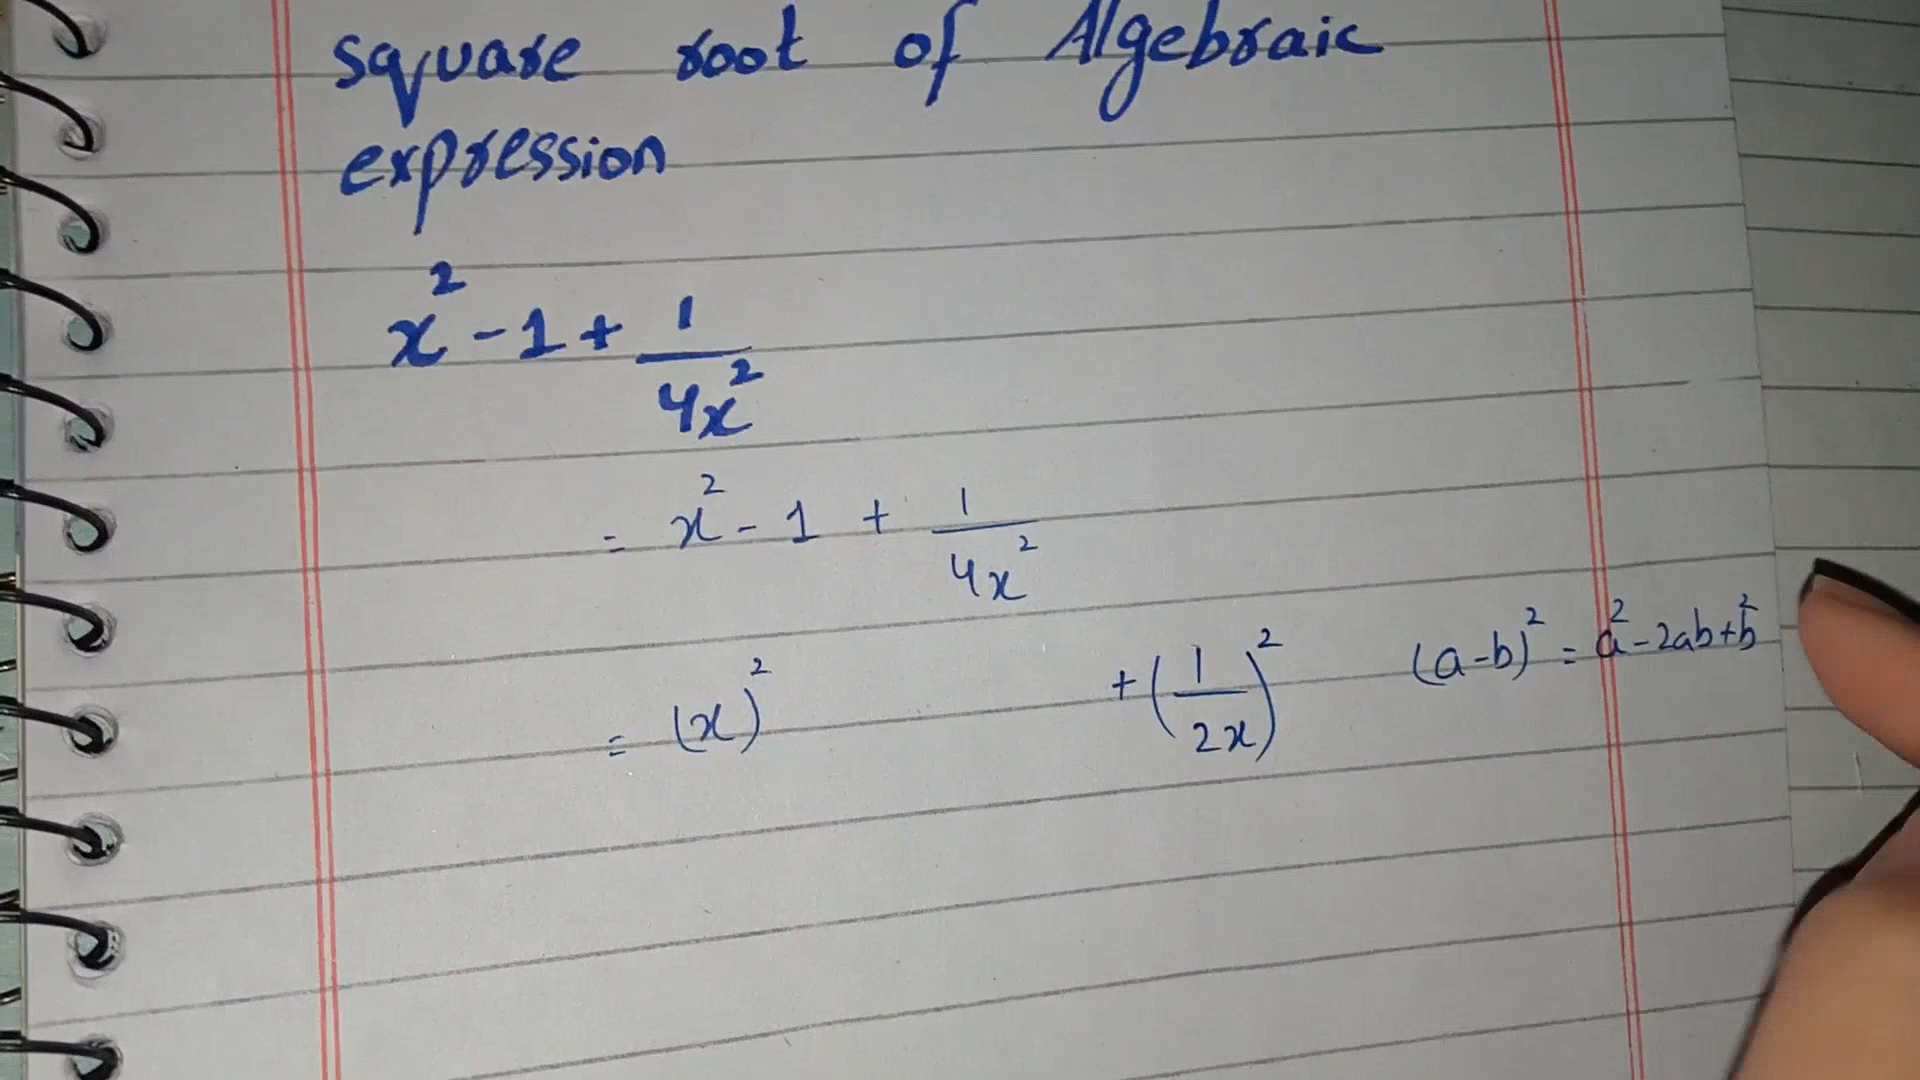 square root of Algebraic
expression
x² - 1 + 1/4x²
= x² - 1 + 1/4x²
= (x)² + (1/2x)² (a-b)² = a² - 2ab + b²